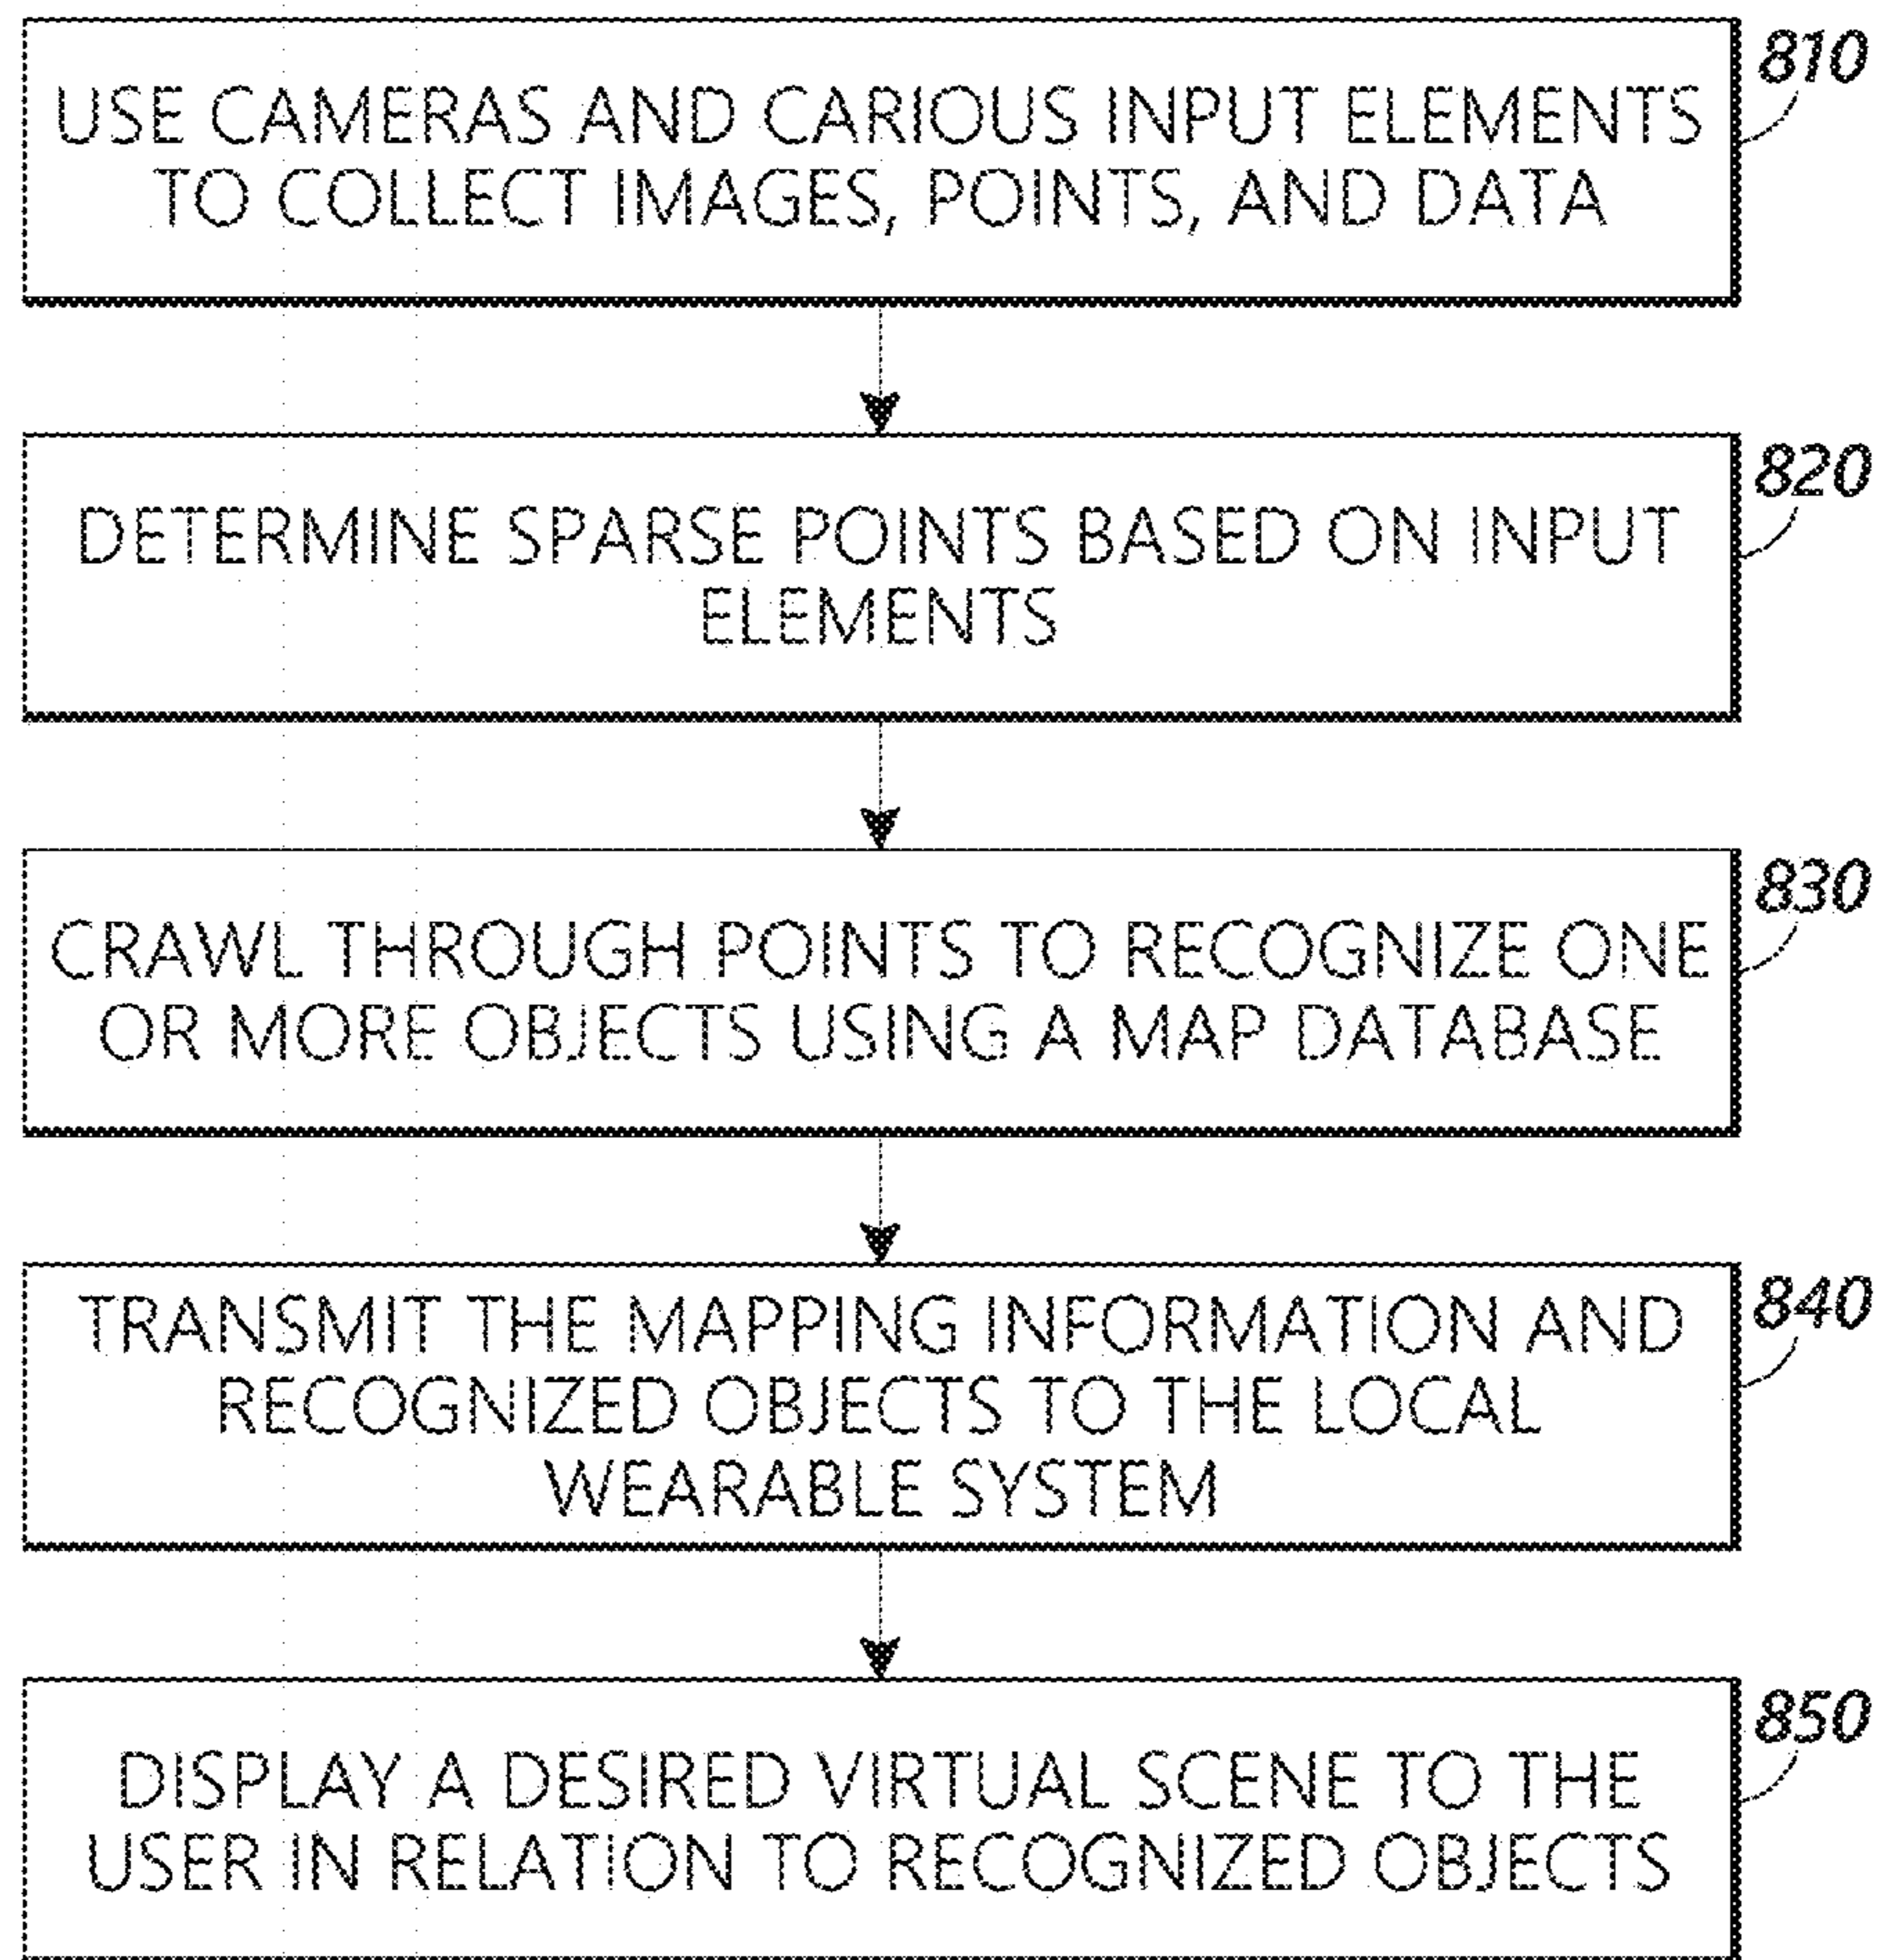 USE CAMERAS AND CARIOUS INPUT ELEMENTS
TO COLLECT IMAGES, POINTS, AND DATA
810
DETERMINE SPARSE POINTS BASED ON INPUT
ELEMENTS
820
CRAWL THROUGH POINTS TO RECOGNIZE ONE
OR MORE OBJECTS USING A MAP DATABASE
830
TRANSMIT THE MAPPING INFORMATION AND
RECOGNIZED OBJECTS TO THE LOCAL
WEARABLE SYSTEM
840
DISPLAY A DESIRED VIRTUAL SCENE TO THE
USER IN RELATION TO RECOGNIZED OBJECTS
850